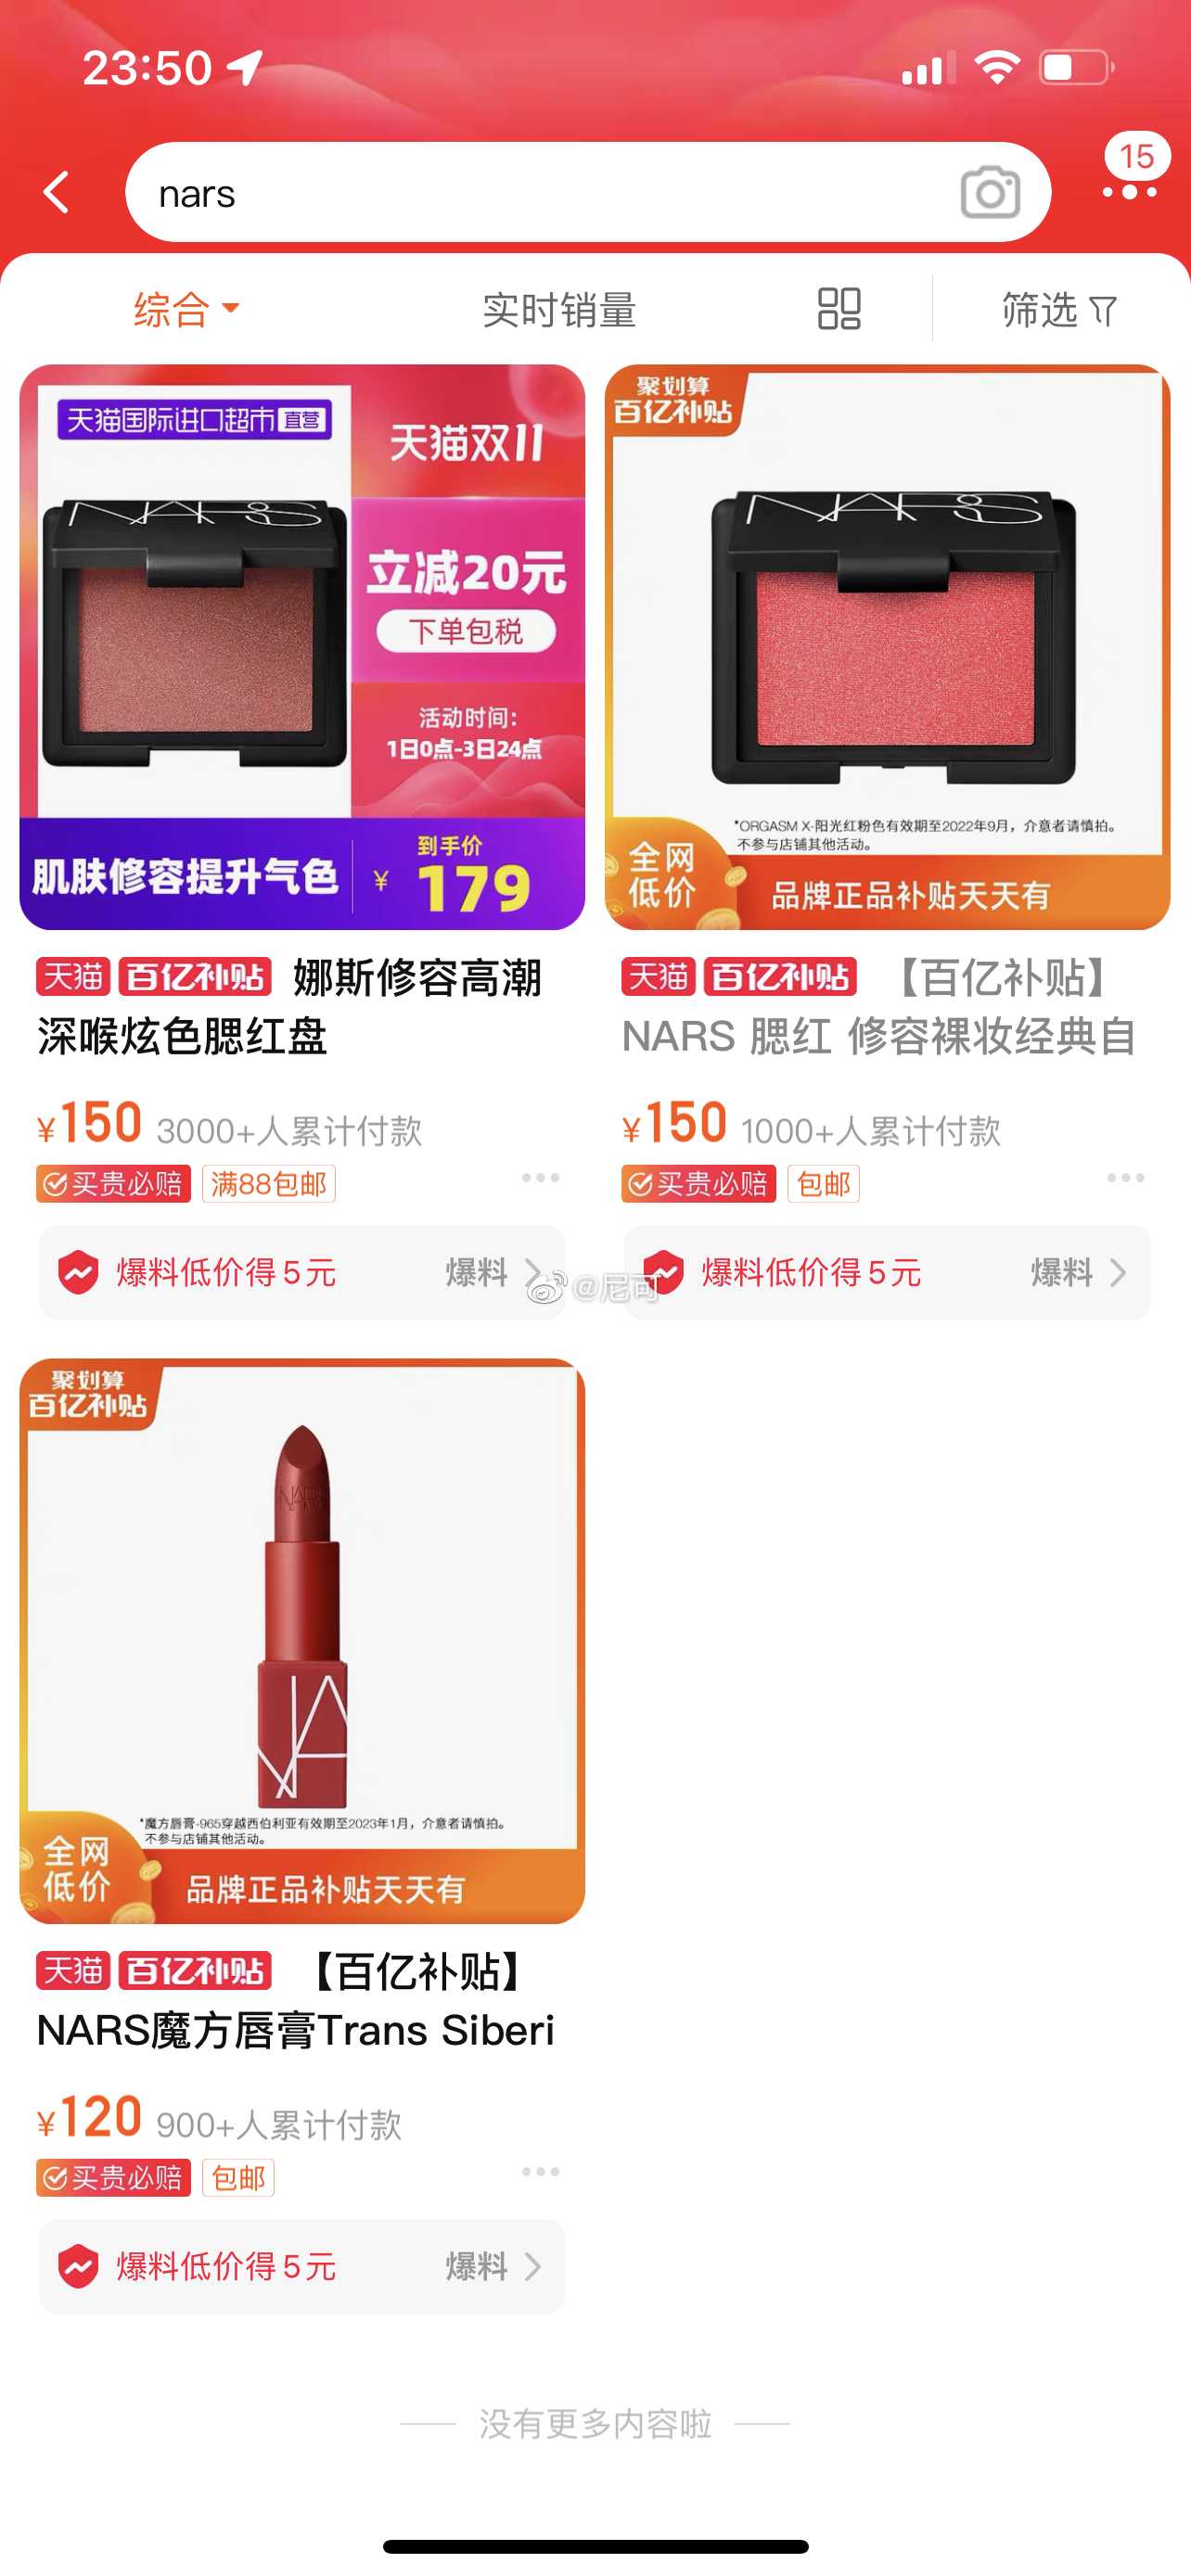 23:50
15
nars
综合
实时销量
筛选
天猫国际进口超市 直营
天猫双11
NARS
立减20元
下单包税
活动时间：
1日0点-3日24点
肌肤修容提升气色
到手价
¥ 179
聚划算
百亿补贴
NARS
*ORGASM X-阳光红粉色有效期至2022年9月，介意者请慎拍。
不参与店铺其他活动。
全网
低价
品牌正品补贴天天有
天猫 百亿补贴 娜斯修容高潮
深喉炫色腮红盘
¥150 3000+人累计付款
买贵必赔 满88包邮
爆料低价得5元 爆料
天猫 百亿补贴 【百亿补贴】
NARS 腮红 修容裸妆经典自
¥150 1000+人累计付款
买贵必赔 包邮
爆料低价得5元 爆料
@尼可
聚划算
百亿补贴
NARS
*魔方唇膏-965穿越西伯利亚有效期至2023年1月，介意者请慎拍。
不参与店铺其他活动。
全网
低价
品牌正品补贴天天有
天猫 百亿补贴 【百亿补贴】
NARS魔方唇膏Trans Siberi
¥120 900+人累计付款
买贵必赔 包邮
爆料低价得5元 爆料
没有更多内容啦